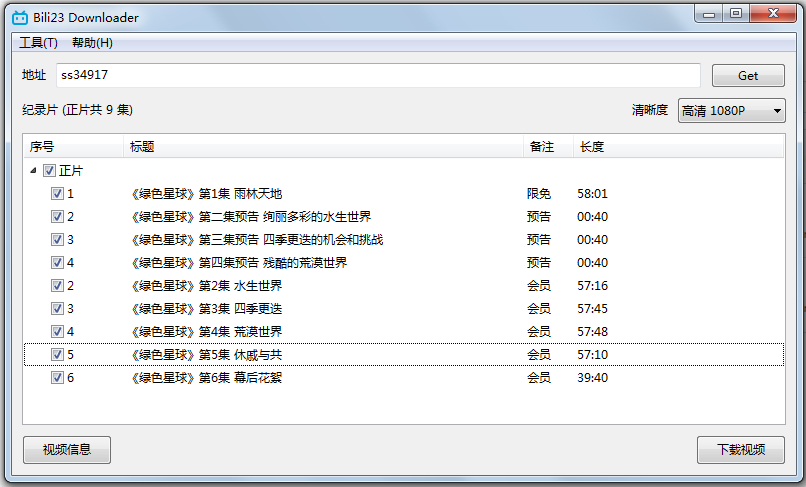 Bili23 Downloader
工具(T) 帮助(H)
地址 ss34917 Get
纪录片 (正片共 9 集) 清晰度 高清 1080P
序号 标题 备注 长度
正片
1 《绿色星球》第1集 雨林天地 限免 58:01
2 《绿色星球》第二集预告 绚丽多彩的水生世界 预告 00:40
3 《绿色星球》第三集预告 四季更迭的机会和挑战 预告 00:40
4 《绿色星球》第四集预告 残酷的荒漠世界 预告 00:40
2 《绿色星球》第2集 水生世界 会员 57:16
3 《绿色星球》第3集 四季更迭 会员 57:45
4 《绿色星球》第4集 荒漠世界 会员 57:48
5 《绿色星球》第5集 休戚与共 会员 57:10
6 《绿色星球》第6集 幕后花絮 会员 39:40
视频信息 下载视频